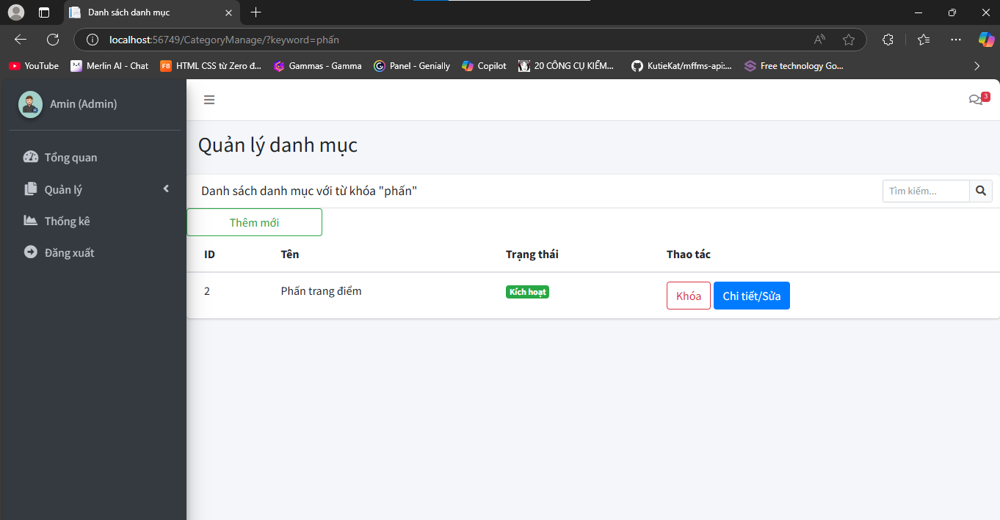 Danh sách danh mục
localhost:56749/CategoryManage/?keyword=phấn
YouTube Merlin AI - Chat HTML CSS từ Zero đ... Gammas - Gamma Panel - Genially Copilot 20 CÔNG CỤ KIẾM... KutieKat/mffms-api:... Free technology Go...
Amin (Admin)
3
Tổng quan
Quản lý
Thống kê
Đăng xuất
Quản lý danh mục
Danh sách danh mục với từ khóa "phấn"
Tìm kiếm...
Thêm mới
ID Tên Trạng thái Thao tác
2 Phấn trang điểm Kích hoạt Khóa Chi tiết/Sửa